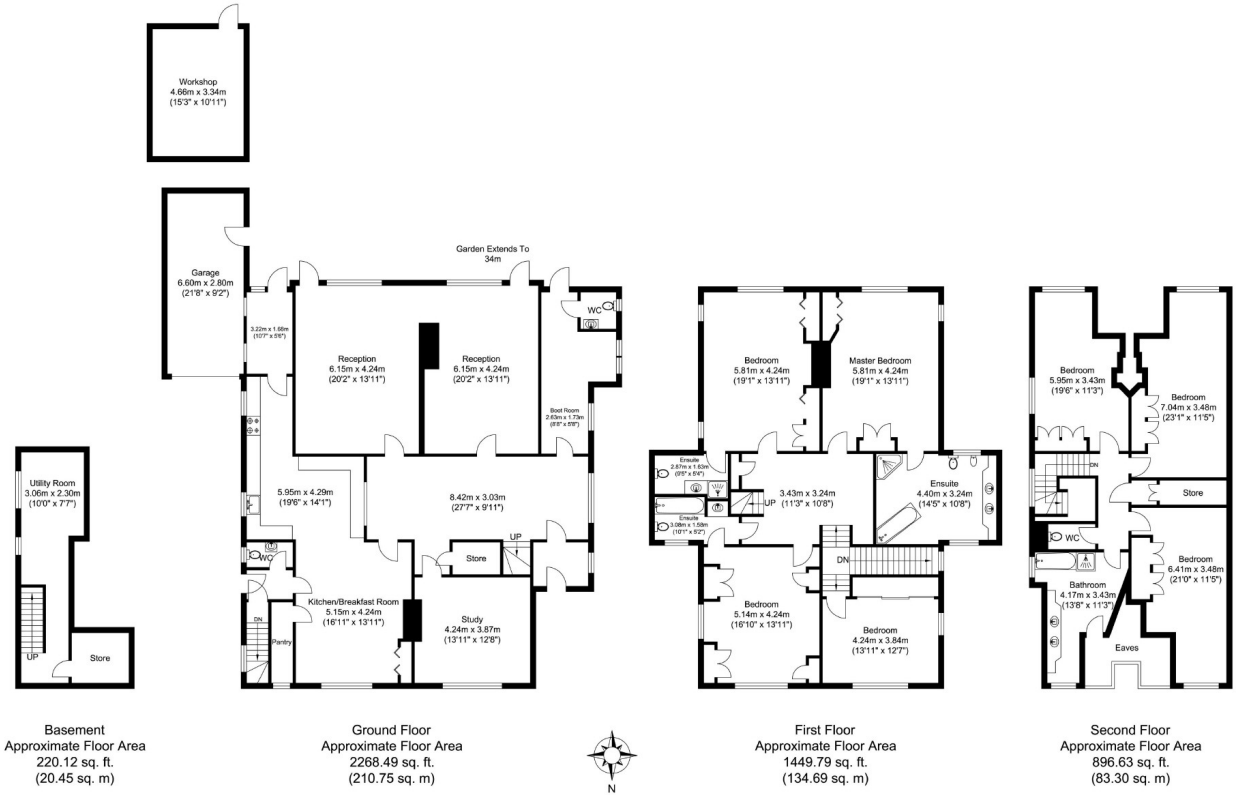 Workshop
4.66m x 3.34m
(15'3" x 10'11")
Garage
6.60m x 2.80m
(21'8" x 9'2")
Garden Extends To
34m
3.22m x 1.68m
(10'7" x 5'6")
Reception
6.15m x 4.24m
(20'2" x 13'11")
Reception
6.15m x 4.24m
(20'2" x 13'11")
WC
Boot Room
2.63m x 1.73m
(8'8" x 5'8")
5.95m x 4.29m
(19'6" x 14'1")
8.42m x 3.03m
(27'7" x 9'11")
UP
Store
WC
DN
Pantry
Kitchen/Breakfast Room
5.15m x 4.24m
(16'11" x 13'11")
Study
4.24m x 3.87m
(13'11" x 12'8")
Utility Room
3.06m x 2.30m
(10'0" x 7'7")
UP
Store
Bedroom
5.81m x 4.24m
(19'1" x 13'11")
Master Bedroom
5.81m x 4.24m
(19'1" x 13'11")
Ensuite
2.87m x 1.63m
(9'5" x 5'4")
Ensuite
3.08m x 1.58m
(10'1" x 5'2")
UP
3.43m x 3.24m
(11'3" x 10'8")
Ensuite
4.40m x 3.24m
(14'5" x 10'8")
DN
Bedroom
5.14m x 4.24m
(16'10" x 13'11")
Bedroom
4.24m x 3.84m
(13'11" x 12'7")
Bedroom
5.95m x 3.43m
(19'6" x 11'3")
Bedroom
7.04m x 3.48m
(23'1" x 11'5")
DN
Store
WC
Bathroom
4.17m x 3.43m
(13'8" x 11'3")
Bedroom
6.41m x 3.48m
(21'0" x 11'5")
Eaves
Basement
Approximate Floor Area
220.12 sq. ft.
(20.45 sq. m)
Ground Floor
Approximate Floor Area
2268.49 sq. ft.
(210.75 sq. m)
N
First Floor
Approximate Floor Area
1449.79 sq. ft.
(134.69 sq. m)
Second Floor
Approximate Floor Area
896.63 sq. ft.
(83.30 sq. m)